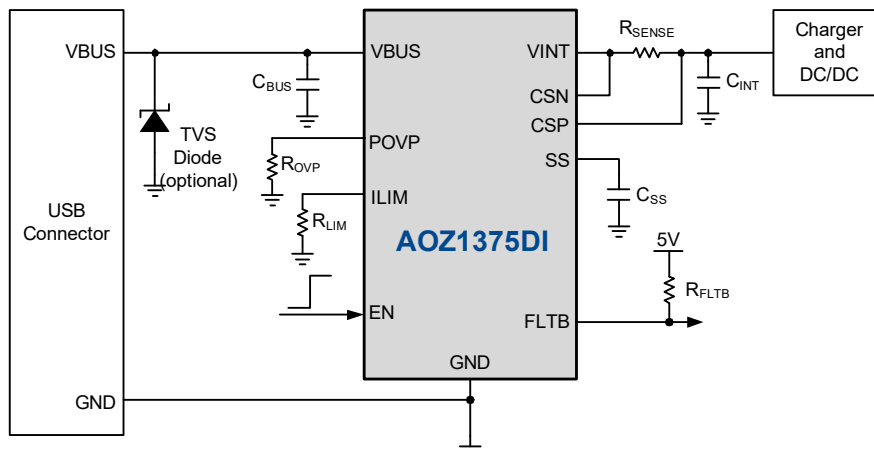 VBUS
TVS
Diode
(optional)
USB
Connector
GND
CBUS
ROVP
RLIM
VBUS
POVP
ILIM
EN
AOZ1375DI
GND
VINT
CSN
CSP
SS
FLTB
RSENSE
CINT
CSS
5V
RFLTB
Charger
and
DC/DC